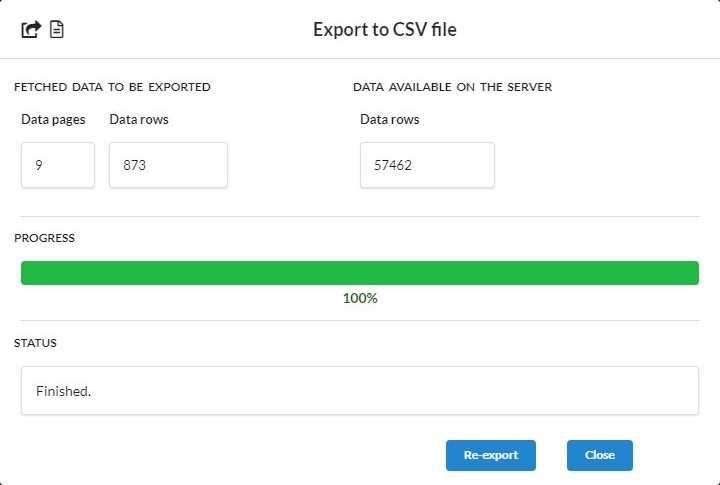 Export to CSV file
FETCHED DATA TO BE EXPORTED
DATA AVAILABLE ON THE SERVER
Data pages
Data rows
Data rows
9
873
57462
PROGRESS
100%
STATUS
Finished.
Re-export
Close